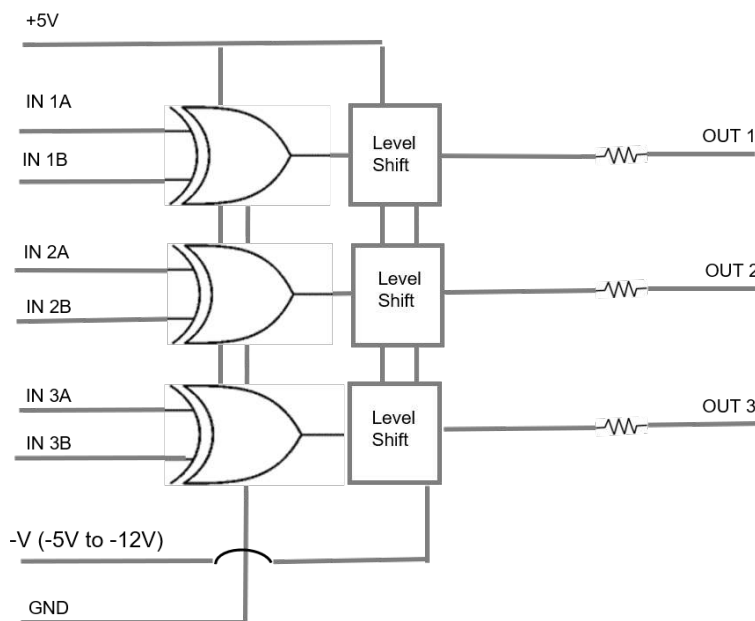 +5V
IN 1A
IN 1B
Level
Shift
OUT 1
IN 2A
IN 2B
Level
Shift
OUT 2
IN 3A
IN 3B
Level
Shift
OUT 3
-V (-5V to -12V)
GND